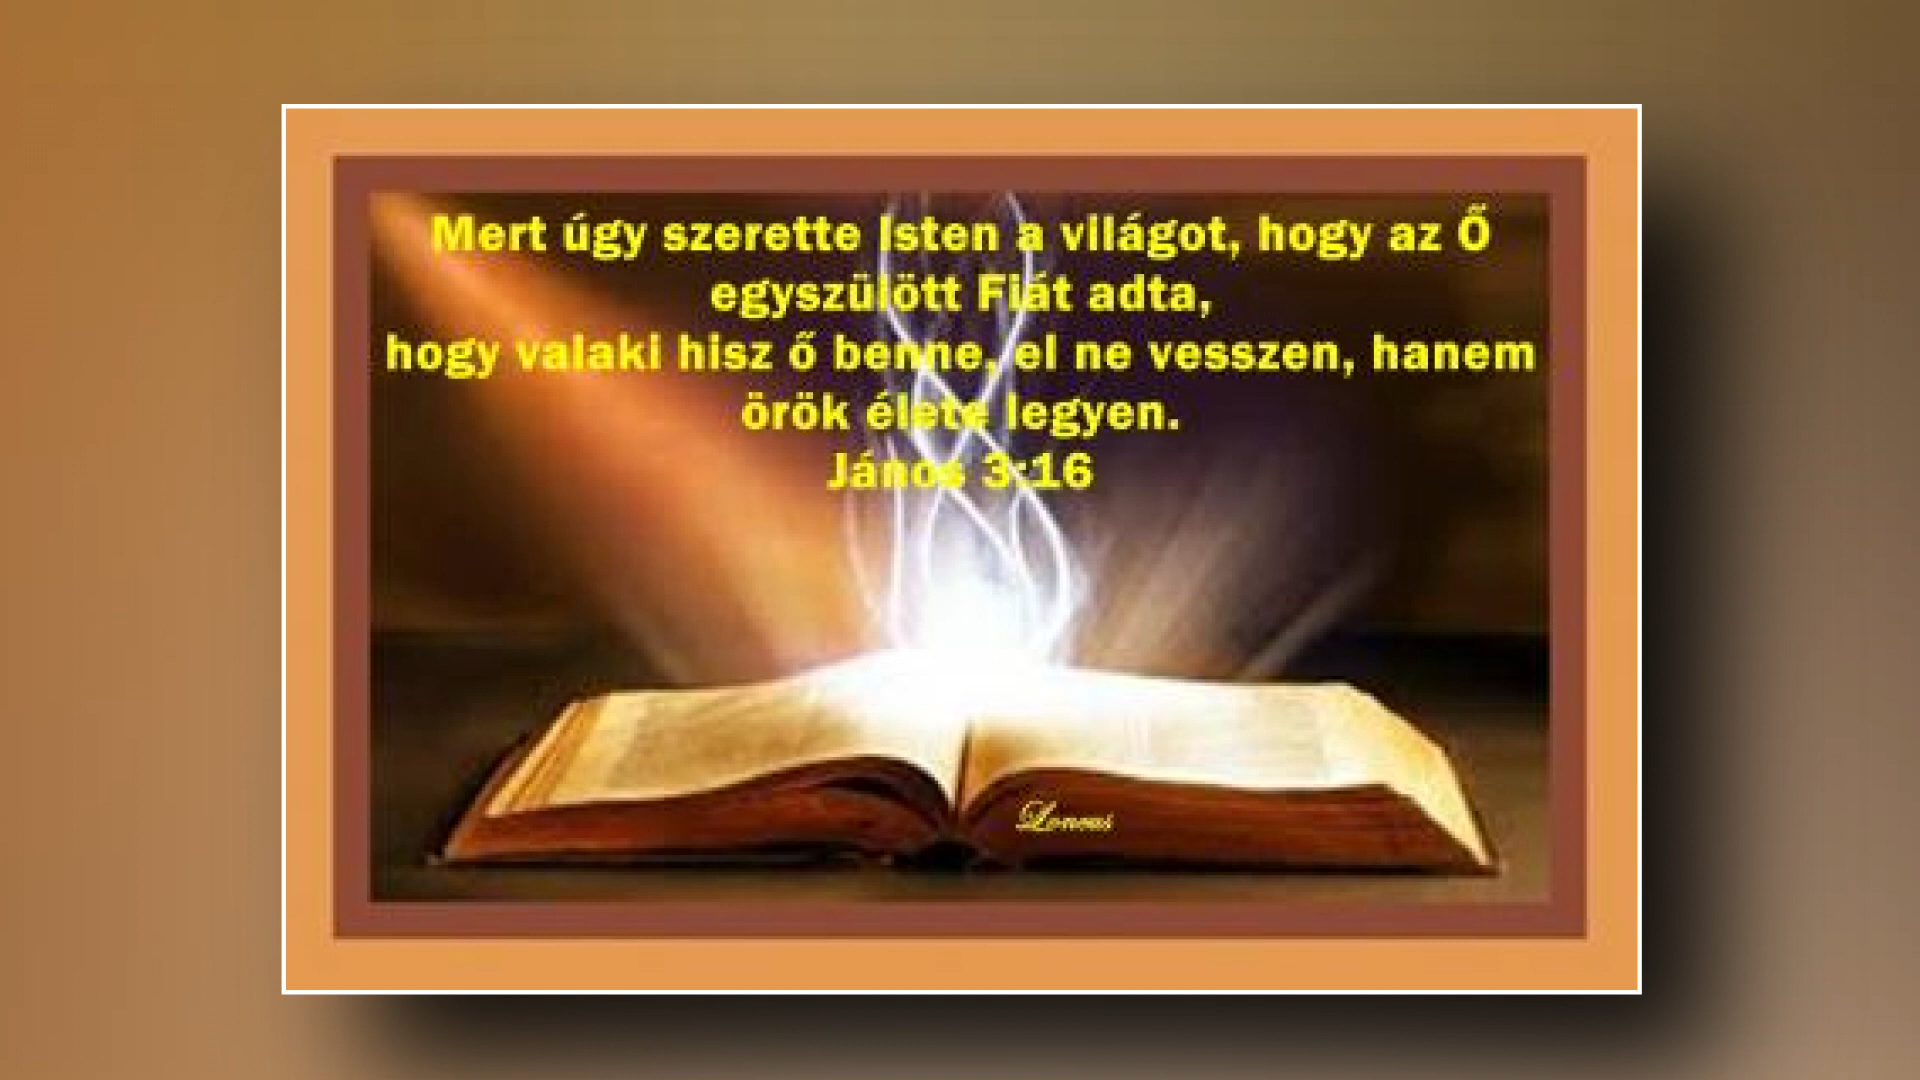 Mert úgy szerette Isten a világot, hogy az Ő
egyszülött Fiát adta,
hogy valaki hisz ő benne, el ne vesszen, hanem
örök élete legyen.
János 3:16